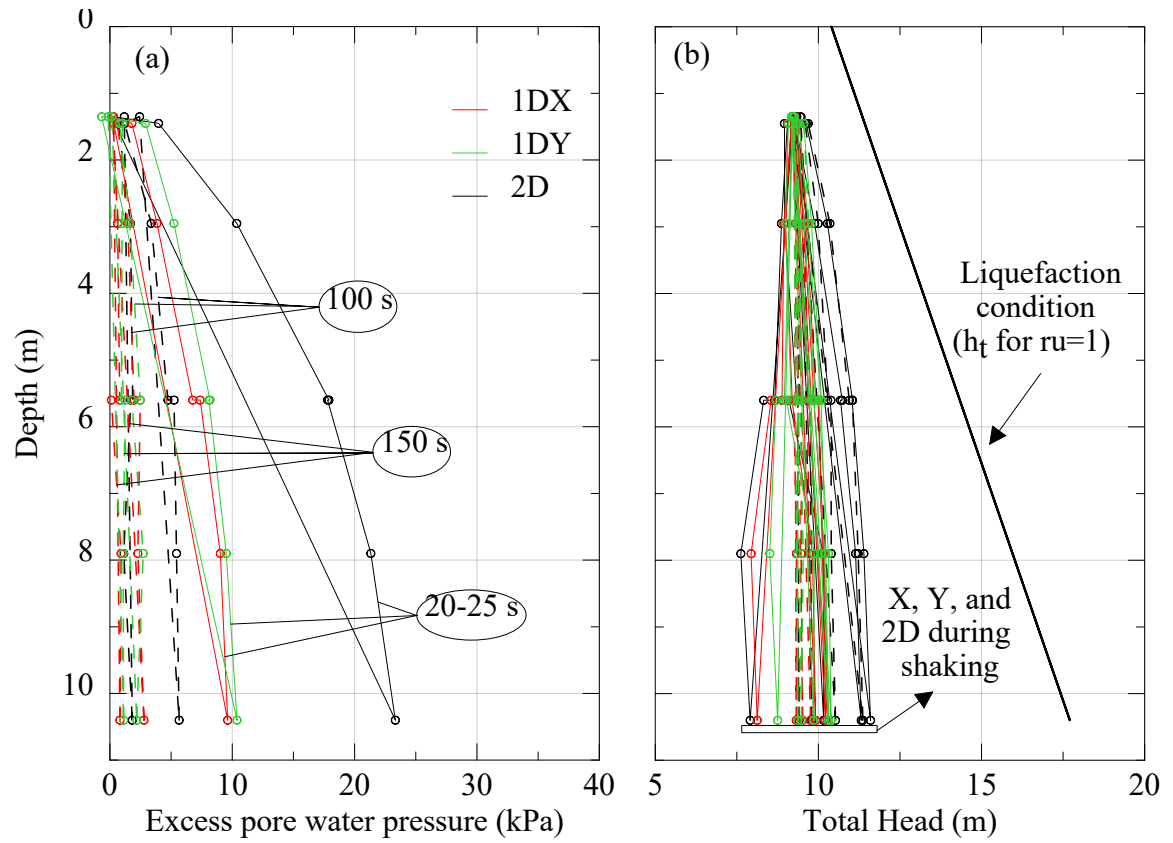 0
2
4
6
8
10
Depth (m)
(a)
1DX
1DY
2D
100 s
150 s
20-25 s
0
10
20
30
40
Excess pore water pressure (kPa)
(b)
Liquefaction
condition
(ht for ru=1)
X, Y, and
2D during
shaking
5
10
15
20
Total Head (m)